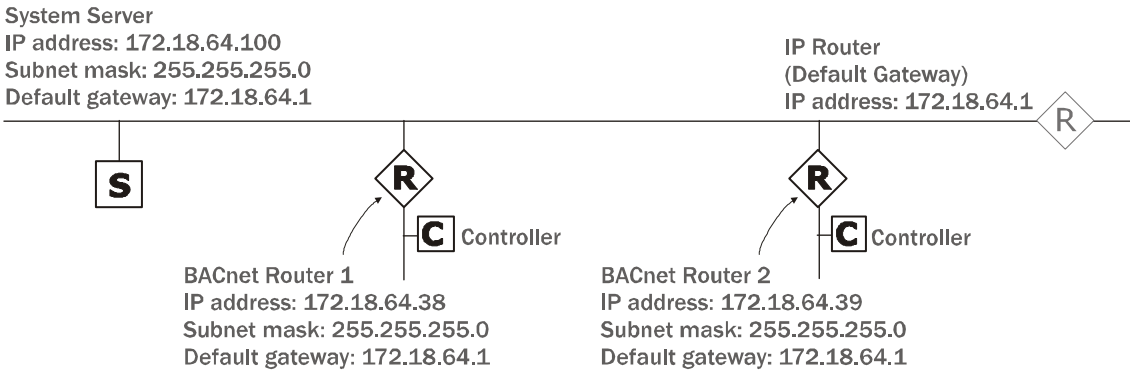 System Server
IP address: 172.18.64.100
Subnet mask: 255.255.255.0
Default gateway: 172.18.64.1
IP Router
(Default Gateway)
IP address: 172.18.64.1
R
S
R
C Controller
BACnet Router 1
IP address: 172.18.64.38
Subnet mask: 255.255.255.0
Default gateway: 172.18.64.1
R
C Controller
BACnet Router 2
IP address: 172.18.64.39
Subnet mask: 255.255.255.0
Default gateway: 172.18.64.1